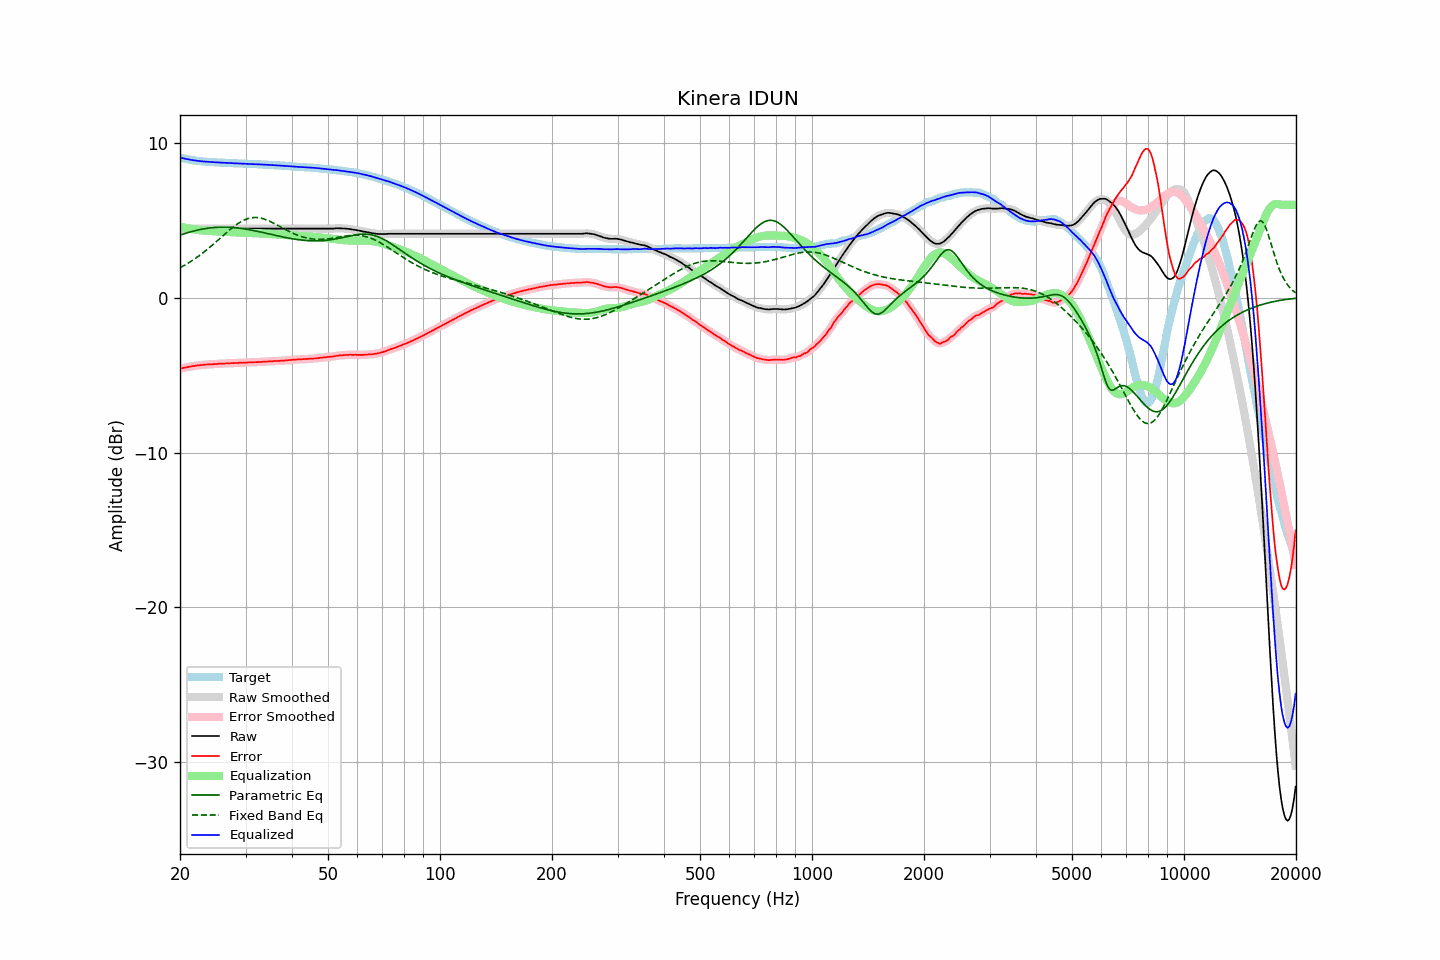 Kinera IDUN
10
0
−10
−20
−30
Amplitude (dBr)
Target
Raw Smoothed
Error Smoothed
Raw
Error
Equalization
Parametric Eq
Fixed Band Eq
Equalized
20 50 100 200 500 1000 2000 5000 10000 20000
Frequency (Hz)